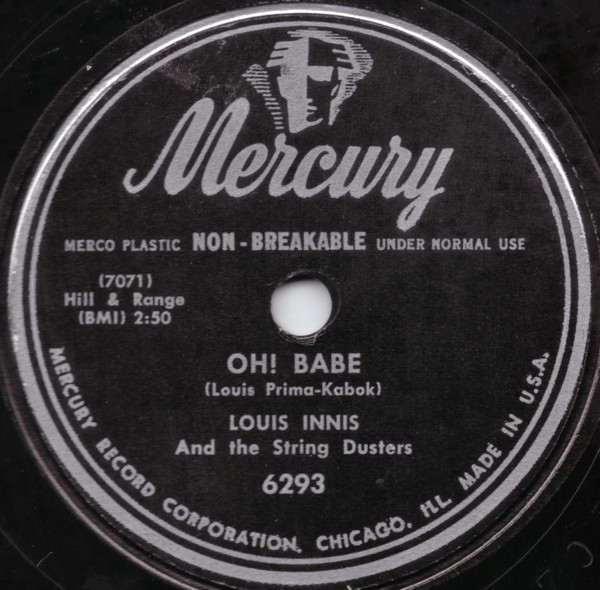 Mercury
MERCO PLASTIC NON-BREAKABLE UNDER NORMAL USE
(7071)
Hill & Range
(BMI) 2:50
OH! BABE
(Louis Prima-Kabok)
LOUIS INNIS
And the String Dusters
6293
MERCURY RECORD CORPORATION, CHICAGO, ILL. MADE IN U.S.A.